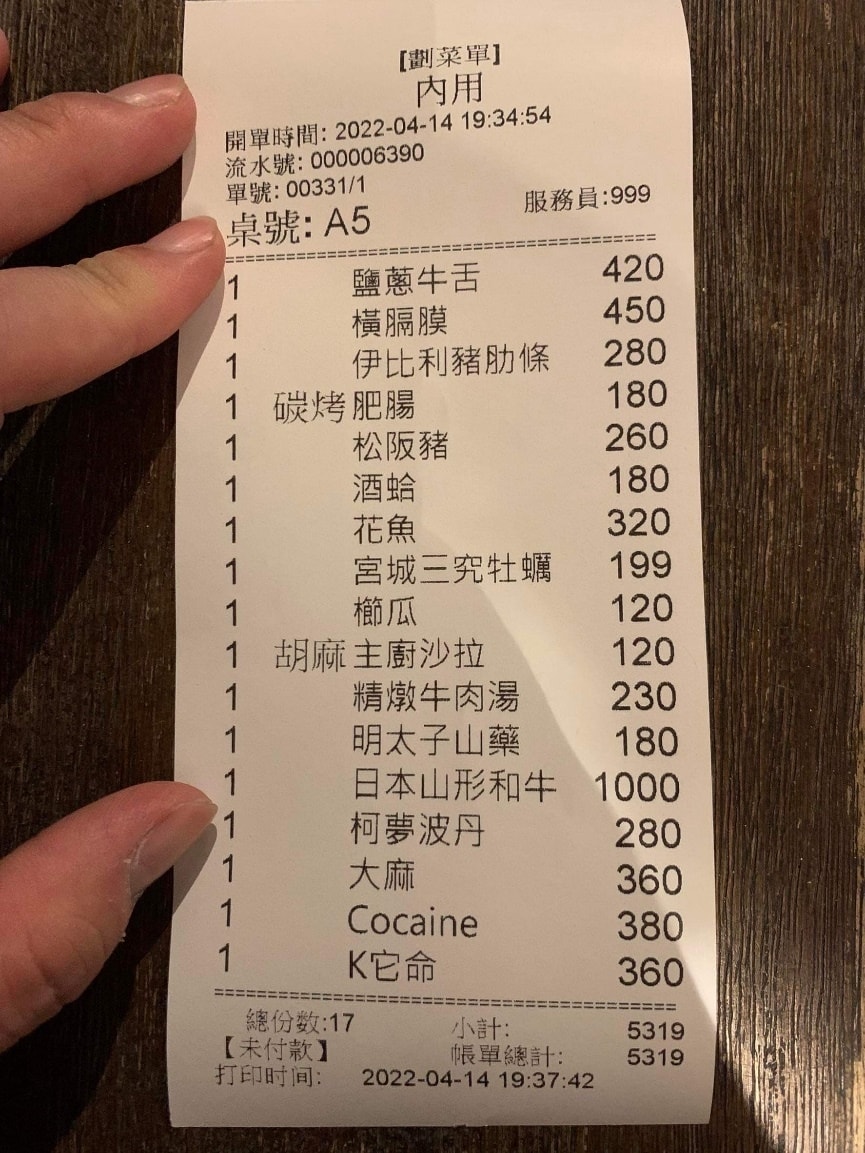 [劃菜單]
內用
開單時間: 2022-04-14 19:34:54
流水號: 000006390
單號: 00331/1
服務員:999
桌號: A5
1 鹽蔥牛舌 420
1 橫膈膜 450
1 伊比利豬肋條 280
1 碳烤肥腸 180
1 松阪豬 260
1 酒蛤 180
1 花魚 320
1 宮城三究牡蠣 199
1 櫛瓜 120
1 胡麻主廚沙拉 120
1 精燉牛肉湯 230
1 明太子山藥 180
1 日本山形和牛 1000
1 柯夢波丹 280
1 大麻 360
1 Cocaine 380
1 K它命 360
總份數:17 小計: 5319
【未付款】 帳單總計: 5319
打印时间: 2022-04-14 19:37:42